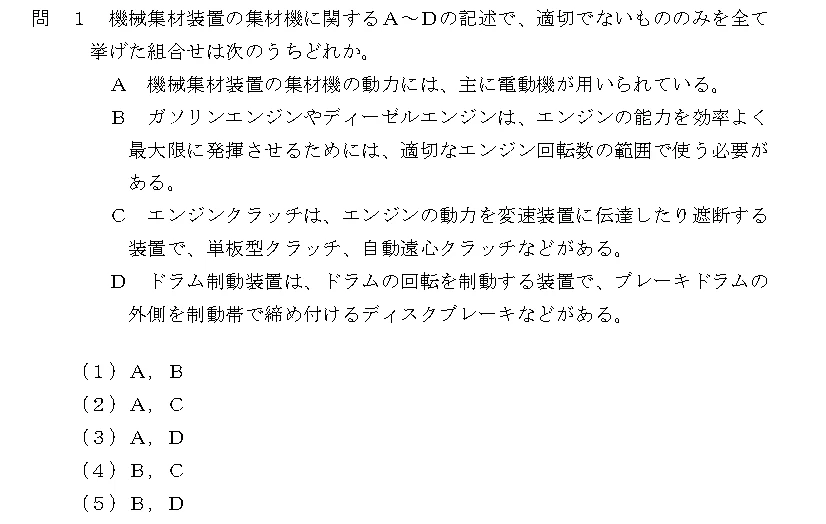 問　1　機械集材装置の集材機に関するA～Dの記述で、適切でないもののみを全て
挙げた組合せは次のうちどれか。
A　機械集材装置の集材機の動力には、主に電動機が用いられている。
B　ガソリンエンジンやディーゼルエンジンは、エンジンの能力を効率よく
最大限に発揮させるためには、適切なエンジン回転数の範囲で使う必要が
ある。
C　エンジンクラッチは、エンジンの動力を変速装置に伝達したり遮断する
装置で、単板型クラッチ、自動遠心クラッチなどがある。
D　ドラム制動装置は、ドラムの回転を制動する装置で、ブレーキドラムの
外側を制動帯で締め付けるディスクブレーキなどがある。
(1) A, B
(2) A, C
(3) A, D
(4) B, C
(5) B, D